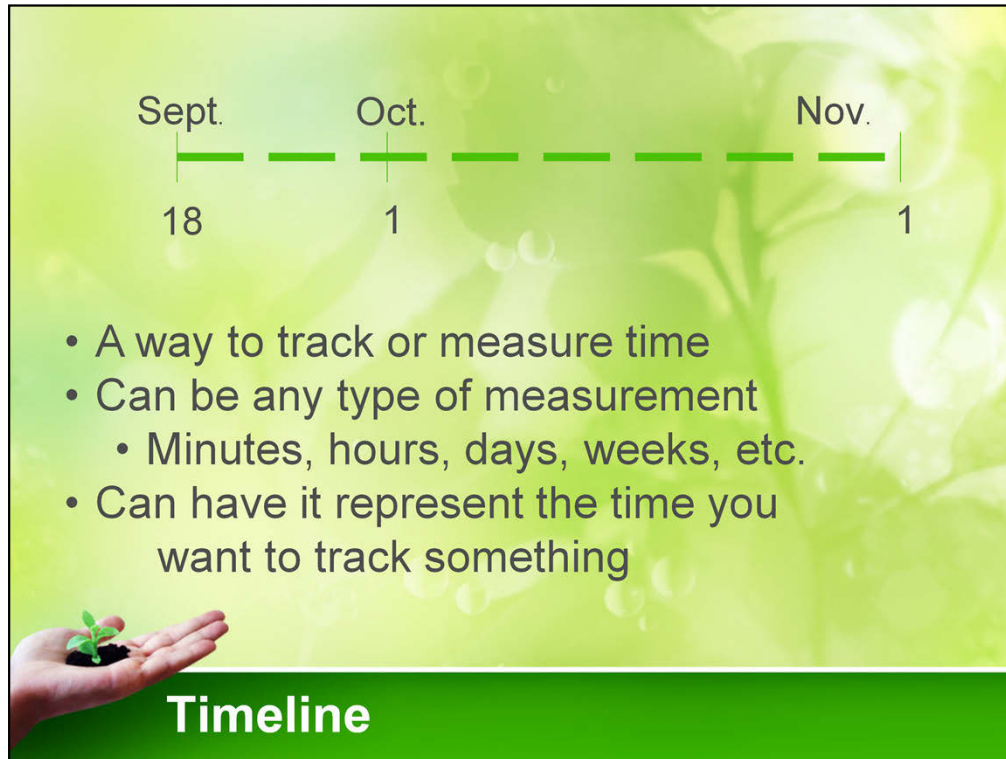 Sept. Oct. Nov.
18 1 1
• A way to track or measure time
• Can be any type of measurement
• Minutes, hours, days, weeks, etc.
• Can have it represent the time you
want to track something
Timeline